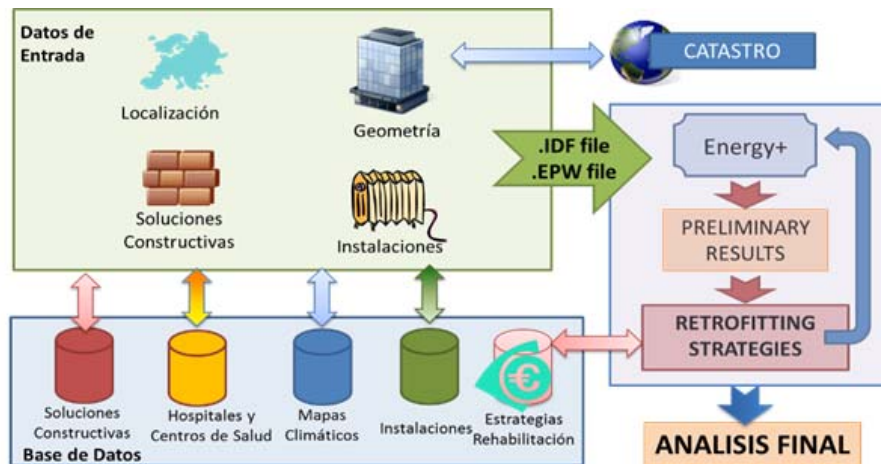 Datos de
Entrada
Localización
Geometría
CATASTRO
Soluciones
Constructivas
Instalaciones
.IDF file
.EPW file
Energy+
PRELIMINARY
RESULTS
RETROFITTING
STRATEGIES
Soluciones
Constructivas
Hospitales y
Centros de Salud
Mapas
Climáticos
Instalaciones
€
Estrategias
Rehabilitación
Base de Datos
ANALISIS FINAL